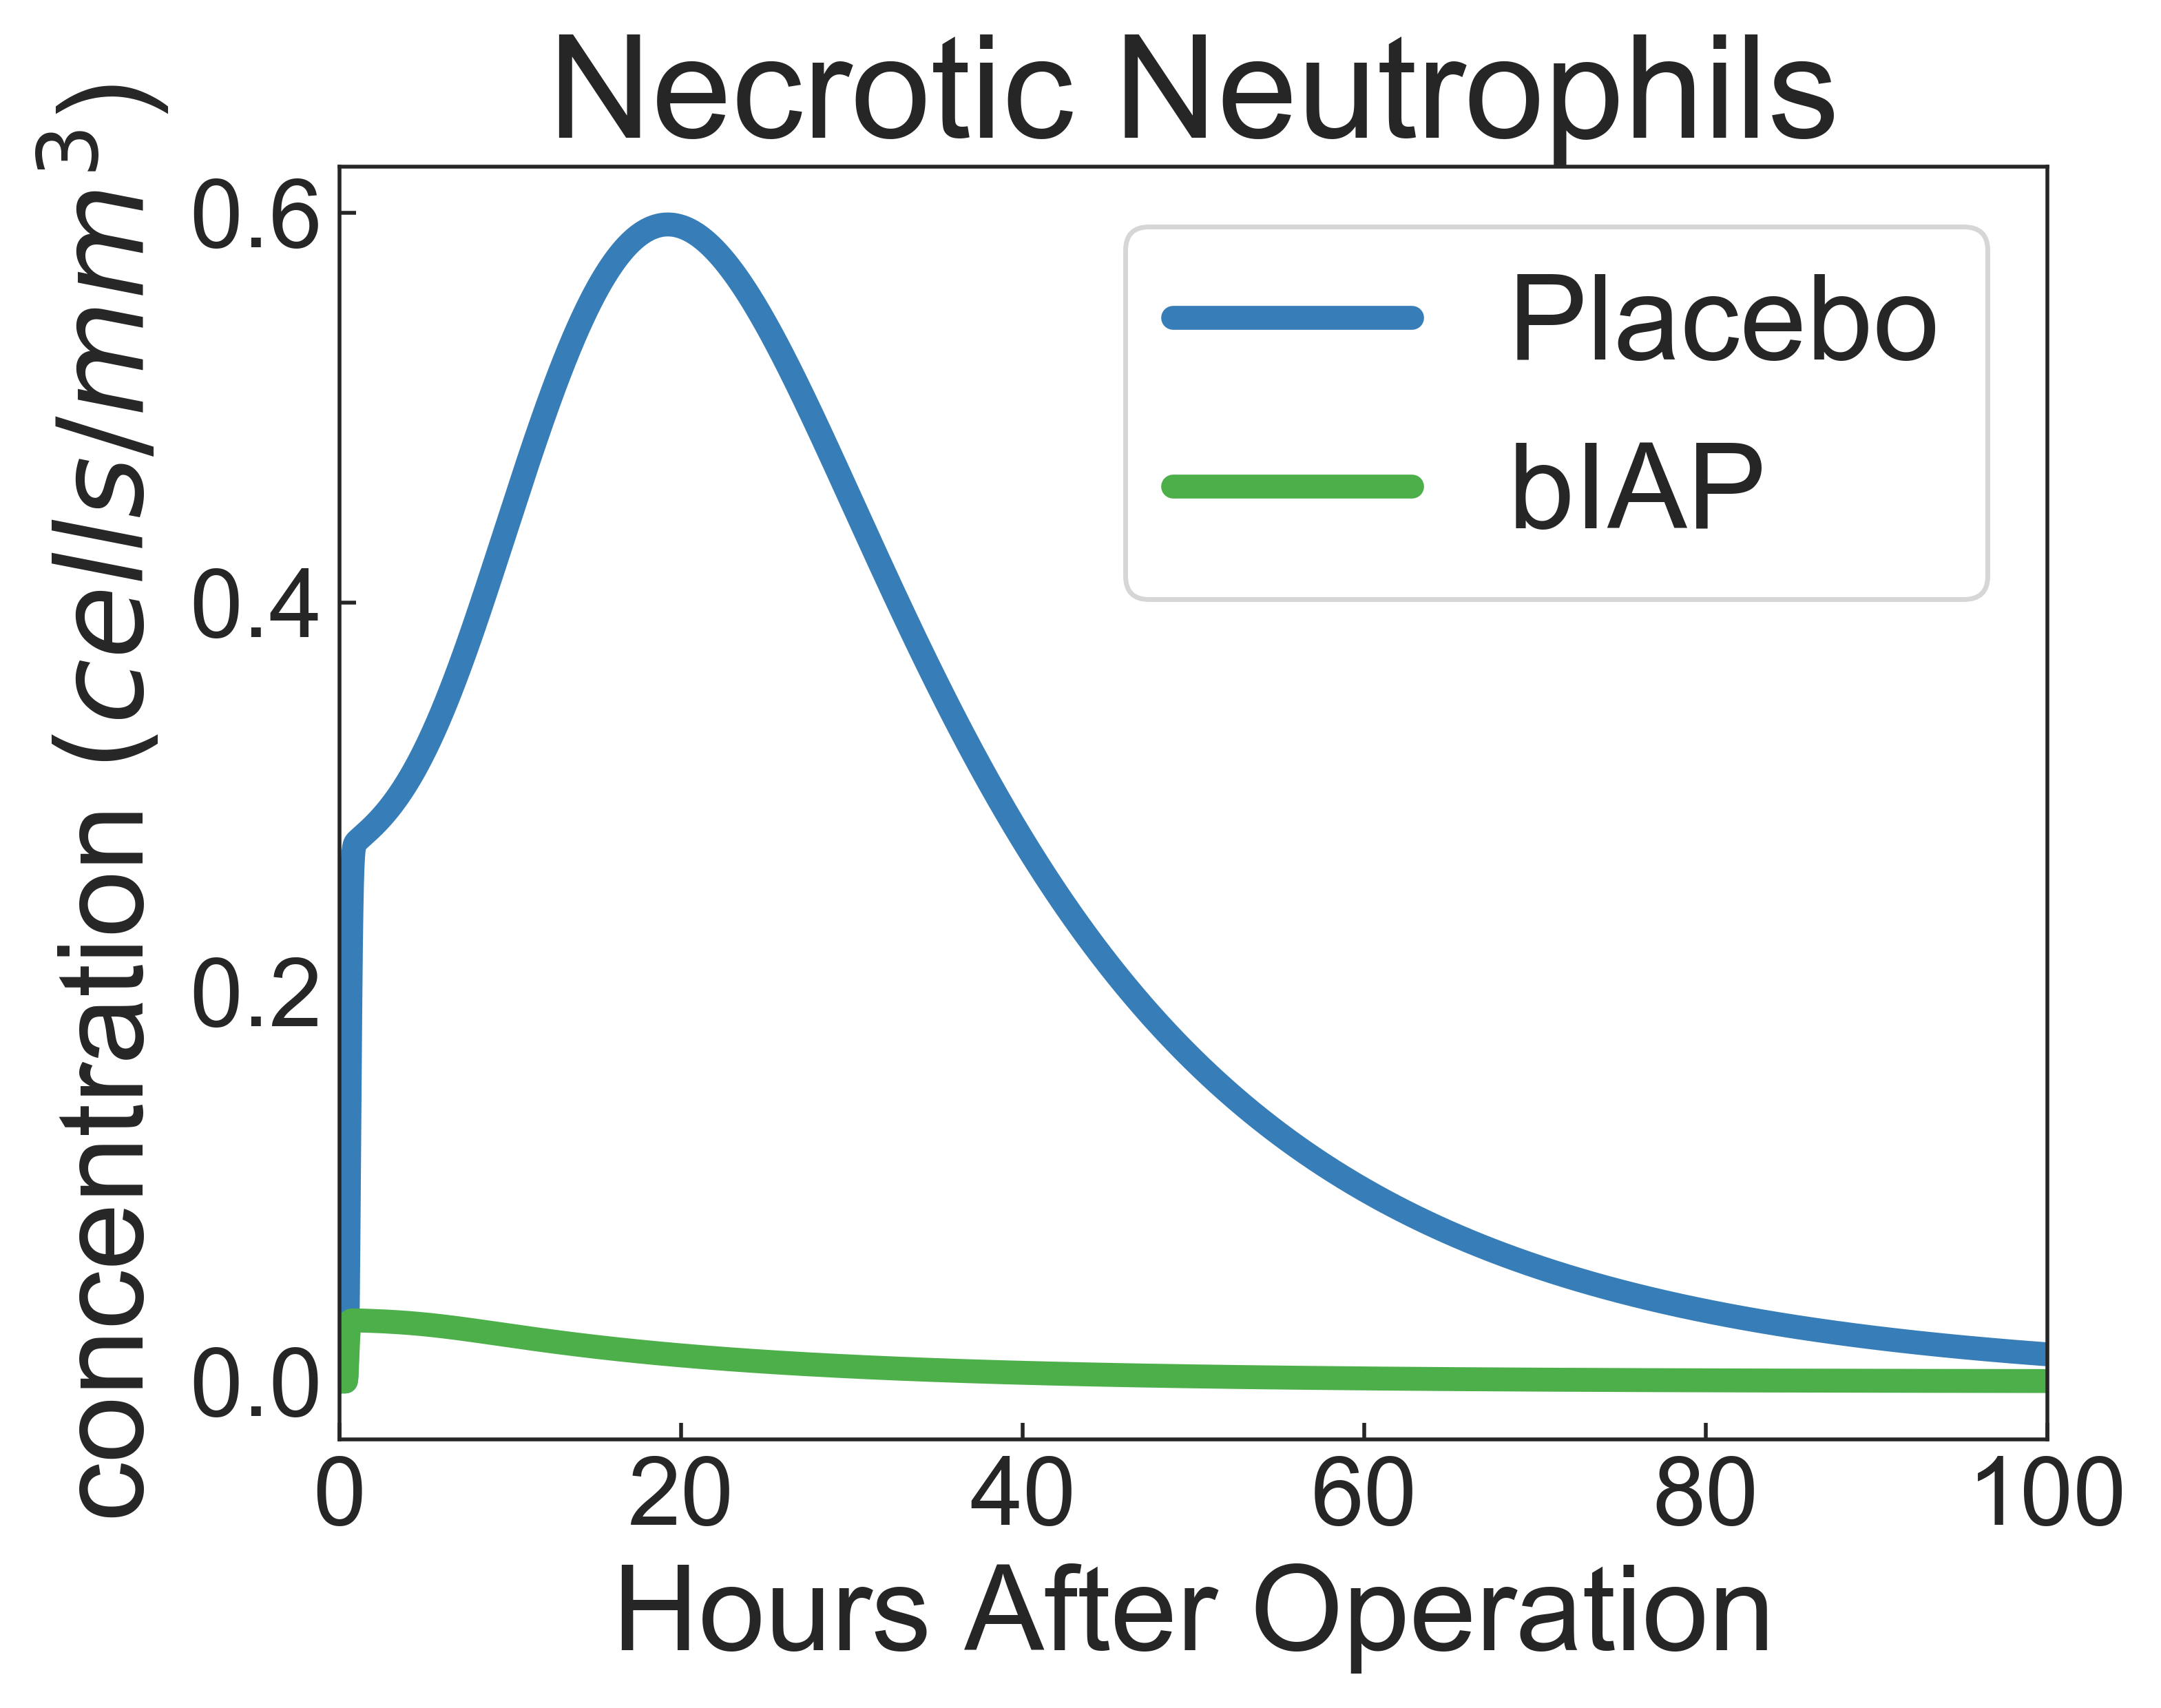 Necrotic Neutrophils
concentration (cells/mm³)
0.6
0.4
0.2
0.0
Placebo
bIAP
0 20 40 60 80 100
Hours After Operation